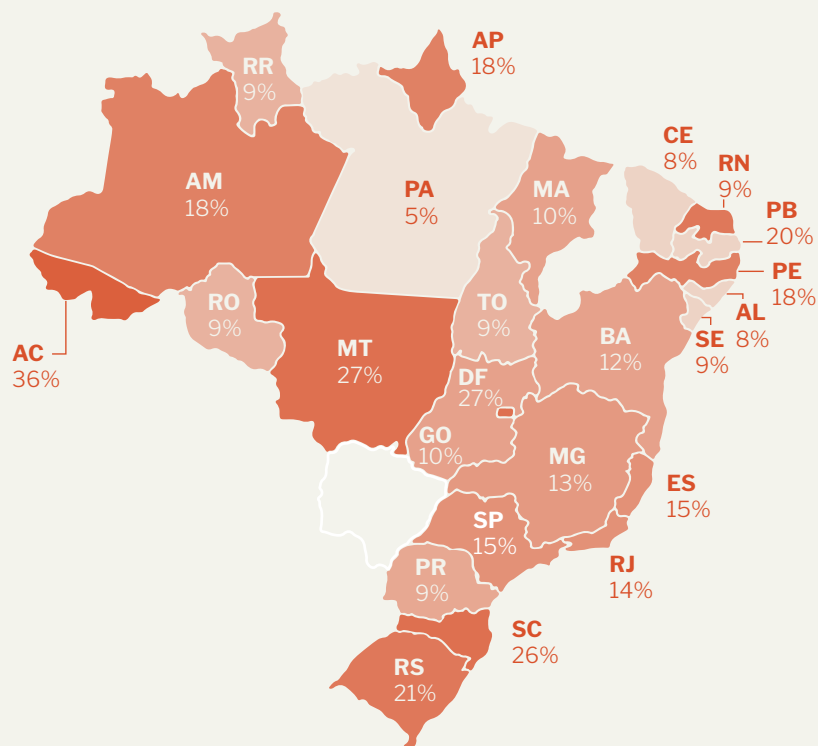 AP
18%
RR
9%
CE
8%
RN
9%
AM
18%
PA
5%
MA
10%
PB
20%
PE
18%
RO
9%
TO
9%
AL
8%
SE
9%
BA
12%
AC
36%
MT
27%
DF
27%
GO
10%
MG
13%
ES
15%
SP
15%
RJ
14%
PR
9%
SC
26%
RS
21%